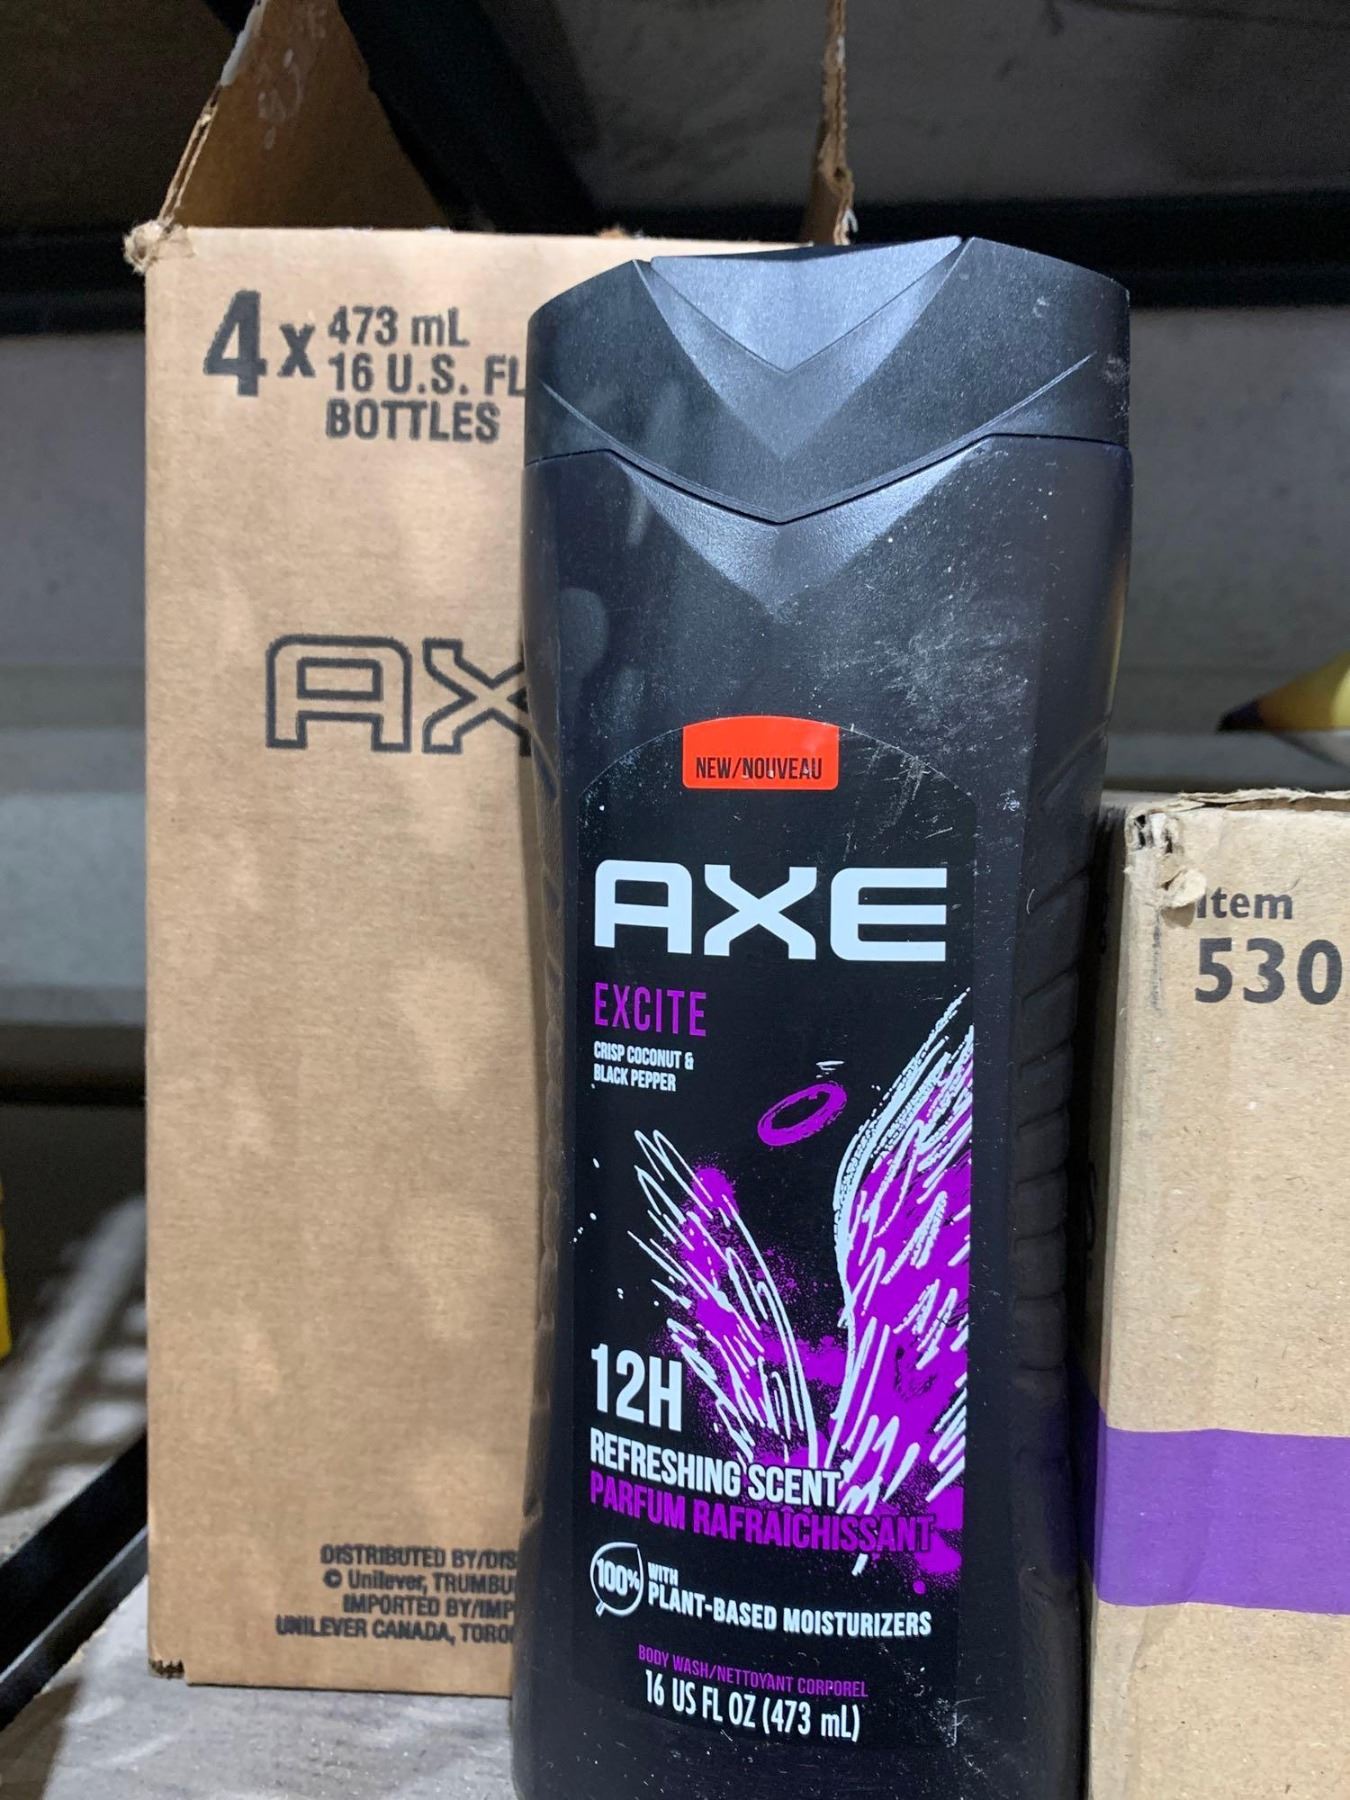 4 x 473 mL
16 U.S. FL
BOTTLES
AX
DISTRIBUTED BY/DIS
© Unilever, TRUMBU
IMPORTED BY/IMP
UNILEVER CANADA, TORO
NEW/NOUVEAU
AXE
EXCITE
CRISP COCONUT &
BLACK PEPPER
12H
REFRESHING SCENT
PARFUM RAFRAÎCHISSANT
100% WITH
PLANT-BASED MOISTURIZERS
BODY WASH/NETTOYANT CORPOREL
16 US FL OZ (473 mL)
Item
530